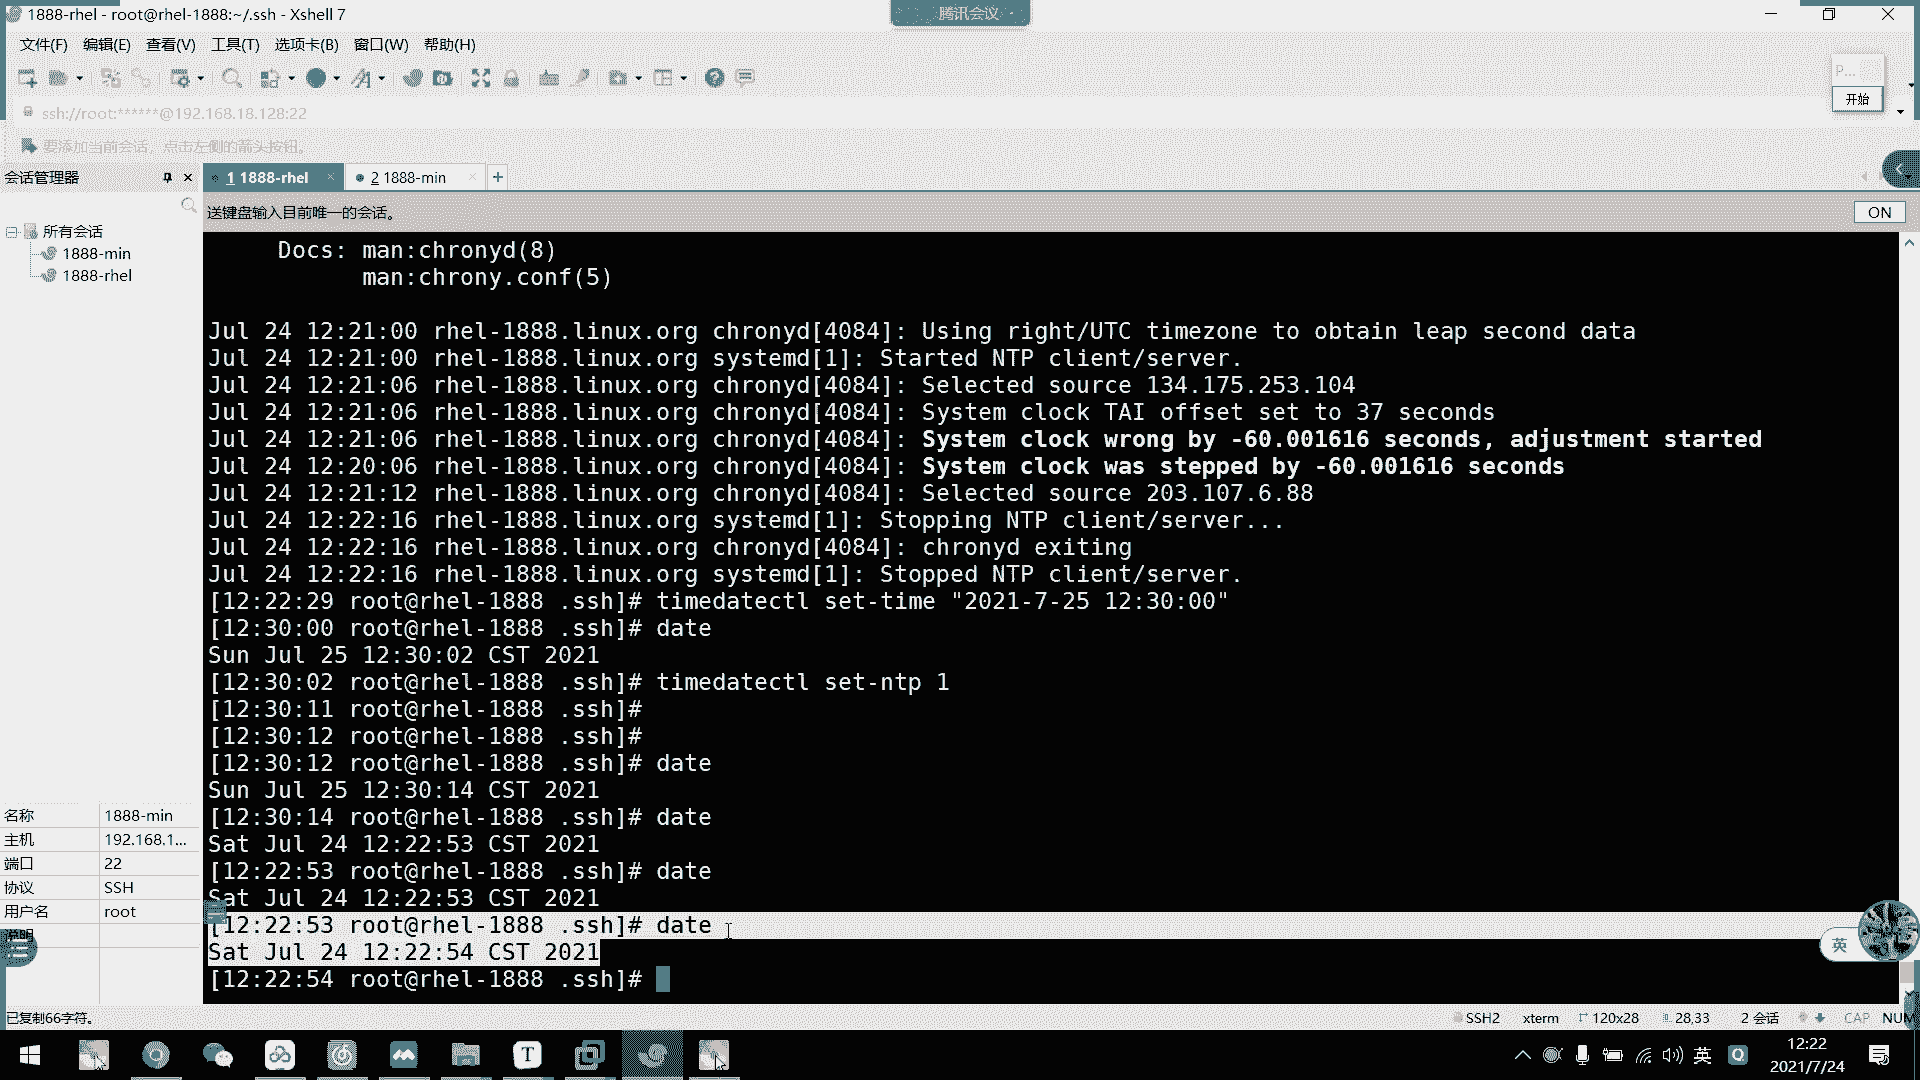 1888-rhel - root@rhel-1888:~/.ssh - Xshell 7
腾讯会议
文件(F) 编辑(E) 查看(V) 工具(T) 选项卡(B) 窗口(W) 帮助(H)
P...
开始
ssh://root:******@192.168.18.128:22
要添加当前会话，点击左侧的箭头按钮。
会话管理器
1 1888-rhel
2 1888-min
送键盘输入目前唯一的会话。
ON
所有会话
1888-min
1888-rhel
Docs: man:chronyd(8)
man:chrony.conf(5)
Jul 24 12:21:00 rhel-1888.linux.org chronyd[4084]: Using right/UTC timezone to obtain leap second data
Jul 24 12:21:00 rhel-1888.linux.org systemd[1]: Started NTP client/server.
Jul 24 12:21:06 rhel-1888.linux.org chronyd[4084]: Selected source 134.175.253.104
Jul 24 12:21:06 rhel-1888.linux.org chronyd[4084]: System clock TAI offset set to 37 seconds
Jul 24 12:21:06 rhel-1888.linux.org chronyd[4084]: System clock wrong by -60.001616 seconds, adjustment started
Jul 24 12:20:06 rhel-1888.linux.org chronyd[4084]: System clock was stepped by -60.001616 seconds
Jul 24 12:21:12 rhel-1888.linux.org chronyd[4084]: Selected source 203.107.6.88
Jul 24 12:22:16 rhel-1888.linux.org systemd[1]: Stopping NTP client/server...
Jul 24 12:22:16 rhel-1888.linux.org chronyd[4084]: chronyd exiting
Jul 24 12:22:16 rhel-1888.linux.org systemd[1]: Stopped NTP client/server.
[12:22:29 root@rhel-1888 .ssh]# timedatectl set-time "2021-7-25 12:30:00"
[12:30:00 root@rhel-1888 .ssh]# date
Sun Jul 25 12:30:02 CST 2021
[12:30:02 root@rhel-1888 .ssh]# timedatectl set-ntp 1
[12:30:11 root@rhel-1888 .ssh]#
[12:30:12 root@rhel-1888 .ssh]#
[12:30:12 root@rhel-1888 .ssh]# date
Sun Jul 25 12:30:14 CST 2021
[12:30:14 root@rhel-1888 .ssh]# date
Sat Jul 24 12:22:53 CST 2021
[12:22:53 root@rhel-1888 .ssh]# date
Sat Jul 24 12:22:53 CST 2021
[12:22:53 root@rhel-1888 .ssh]# date
Sat Jul 24 12:22:54 CST 2021
[12:22:54 root@rhel-1888 .ssh]#
名称 1888-min
主机 192.168.1...
端口 22
协议 SSH
用户名 root
说明
英
已复制66字符。
SSH2 xterm 120x28 28,33 2 会话 CAP NUM
英
12:22
2021/7/24